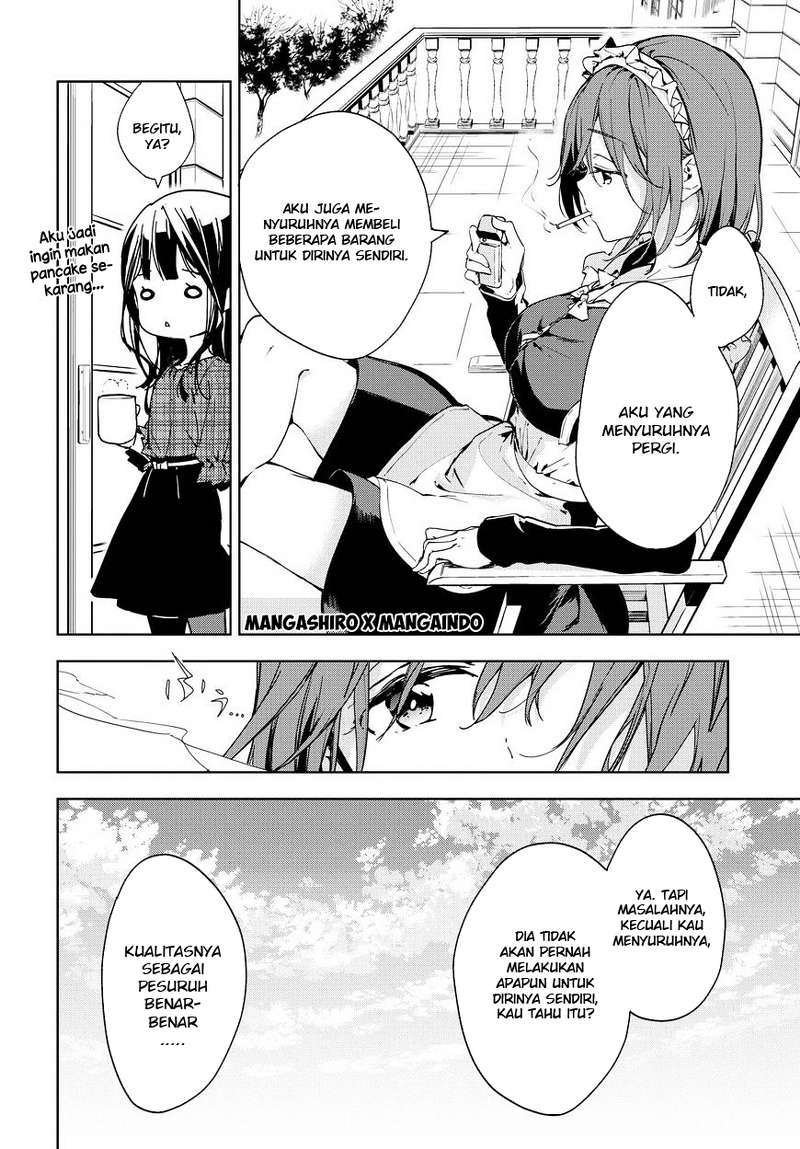 TIDAK,
AKU YANG
MENYURUHNYA
PERGI.
AKU JUGA ME-
NYURUHNYA MEMBELI
BEBERAPA BARANG
UNTUK DIRINYA SENDIRI.
BEGITU,
YA?
Aku jadi
ingin makan
pancake se-
karang...
MANGASHIRO X MANGAINDO
YA. TAPI
MASALAHNYA,
KECUALI KAU
MENYURUHNYA,
DIA TIDAK
AKAN PERNAH
MELAKUKAN
APAPUN UNTUK
DIRINYA SENDIRI,
KAU TAHU ITU?
KUALITASNYA
SEBAGAI
PESURUH
BENAR-
BENAR
.....